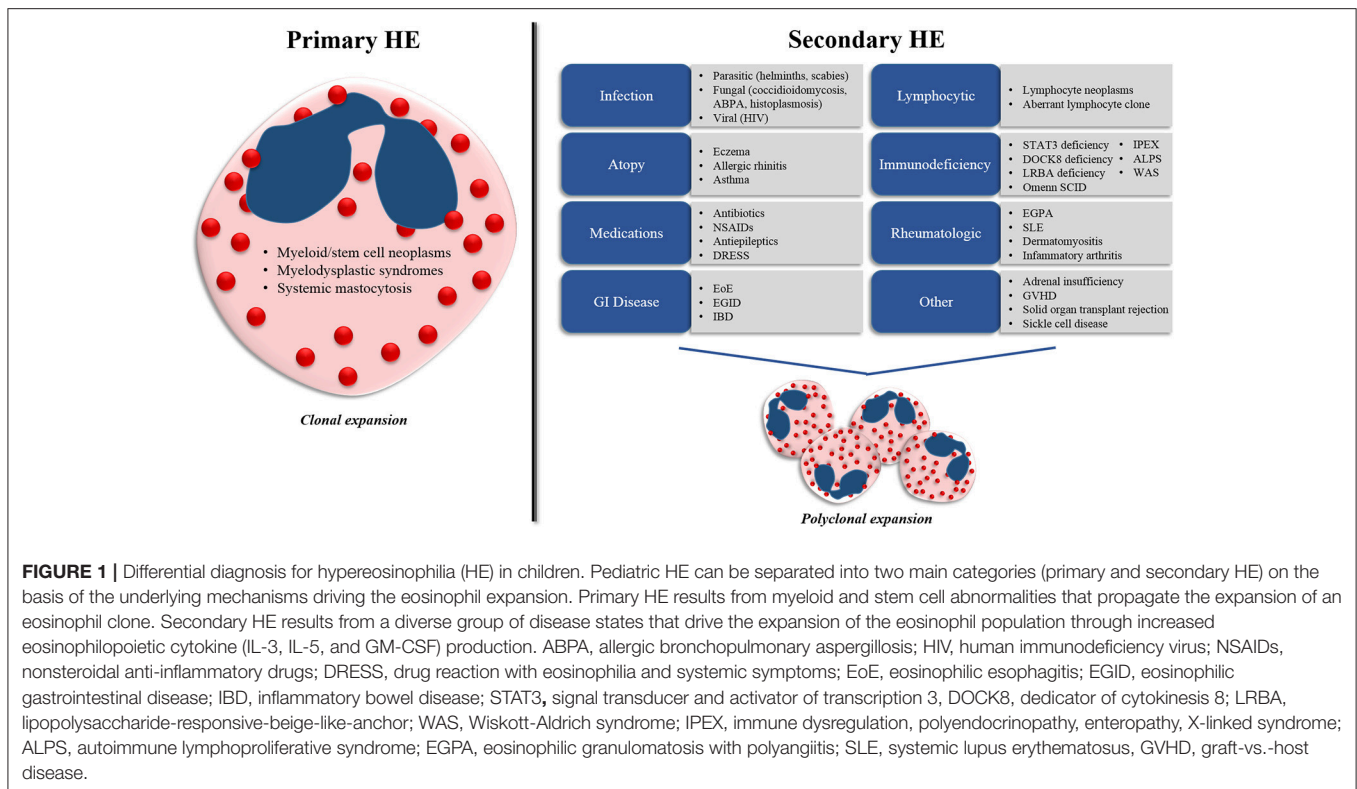 Primary HE
• Myeloid/stem cell neoplasms
• Myelodysplastic syndromes
• Systemic mastocytosis
Clonal expansion
Secondary HE
Infection
• Parasitic (helminths, scabies)
• Fungal (coccidioidomycosis,
ABPA, histoplasmosis)
• Viral (HIV)
Atopy
• Eczema
• Allergic rhinitis
• Asthma
Medications
• Antibiotics
• NSAIDs
• Antiepileptics
• DRESS
GI Disease
• EoE
• EGID
• IBD
Lymphocytic
• Lymphocyte neoplasms
• Aberrant lymphocyte clone
Immunodeficiency
• STAT3 deficiency
• DOCK8 deficiency
• LRBA deficiency
• Omenn SCID
• IPEX
• ALPS
• WAS
Rheumatologic
• EGPA
• SLE
• Dermatomyositis
• Infammatory arthritis
Other
• Adrenal insufficiency
• GVHD
• Solid organ transplant rejection
• Sickle cell disease
Polyclonal expansion
FIGURE 1 | Differential diagnosis for hypereosinophilia (HE) in children. Pediatric HE can be separated into two main categories (primary and secondary HE) on the
basis of the underlying mechanisms driving the eosinophil expansion. Primary HE results from myeloid and stem cell abnormalities that propagate the expansion of an
eosinophil clone. Secondary HE results from a diverse group of disease states that drive the expansion of the eosinophil population through increased
eosinophilopoietic cytokine (IL-3, IL-5, and GM-CSF) production. ABPA, allergic bronchopulmonary aspergillosis; HIV, human immunodeficiency virus; NSAIDs,
nonsteroidal anti-inflammatory drugs; DRESS, drug reaction with eosinophilia and systemic symptoms; EoE, eosinophilic esophagitis; EGID, eosinophilic
gastrointestinal disease; IBD, inflammatory bowel disease; STAT3, signal transducer and activator of transcription 3, DOCK8, dedicator of cytokinesis 8; LRBA,
lipopolysaccharide-responsive-beige-like-anchor; WAS, Wiskott-Aldrich syndrome; IPEX, immune dysregulation, polyendocrinopathy, enteropathy, X-linked syndrome;
ALPS, autoimmune lymphoproliferative syndrome; EGPA, eosinophilic granulomatosis with polyangiitis; SLE, systemic lupus erythematosus, GVHD, graft-vs.-host
disease.